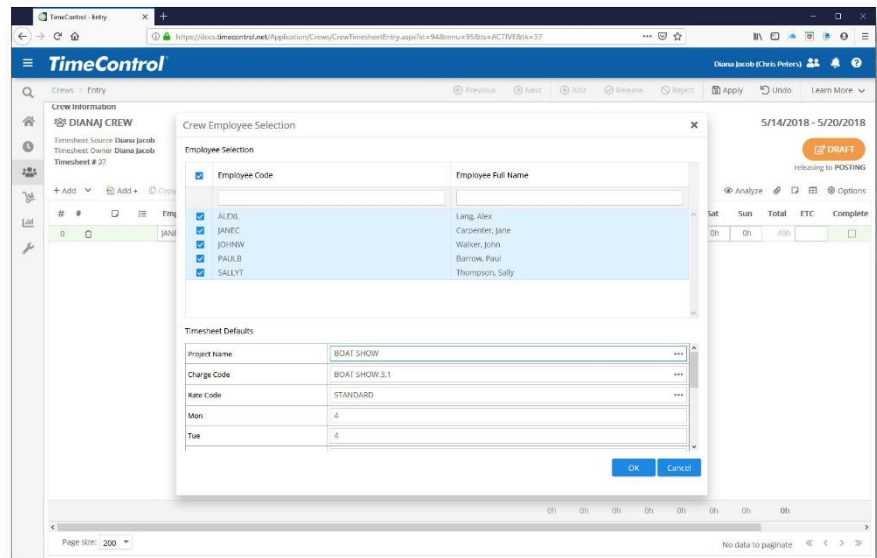 TimeControl - Entry
https://docs.timecontrol.net/Application/Crews/CrewTimesheetEntry.aspx?st=94&mnu=958&ts=ACTIVE&tk=37
TimeControl
Diana Jacob (Chris Peters)
Crews > Entry
Previous Next Add Release Reject Apply Undo Learn More
Crew Information
DIANAJ CREW
5/14/2018 - 5/20/2018
Timesheet Source Diana Jacob
Timesheet Owner Diana Jacob
Timesheet # 37
DRAFT
releasing to POSTING
+ Add Add + Copy
Analyze Options
# # Emp Sat Sun Total ETC Complete
0 JANE 0h 0h 40h
Crew Employee Selection
Employee Selection
Employee Code Employee Full Name
ALEXL Lang, Alex
JANEC Carpenter, Jane
JOHNW Walker, John
PAULB Barrow, Paul
SALLYT Thompson, Sally
Timesheet Defaults
Project Name BOAT SHOW
Charge Code BOAT SHOW.3.1
Rate Code STANDARD
Mon 4
Tue 4
OK Cancel
0h 0h 0h 0h 0h 0h 0h 0h
Page size: 200
No data to paginate